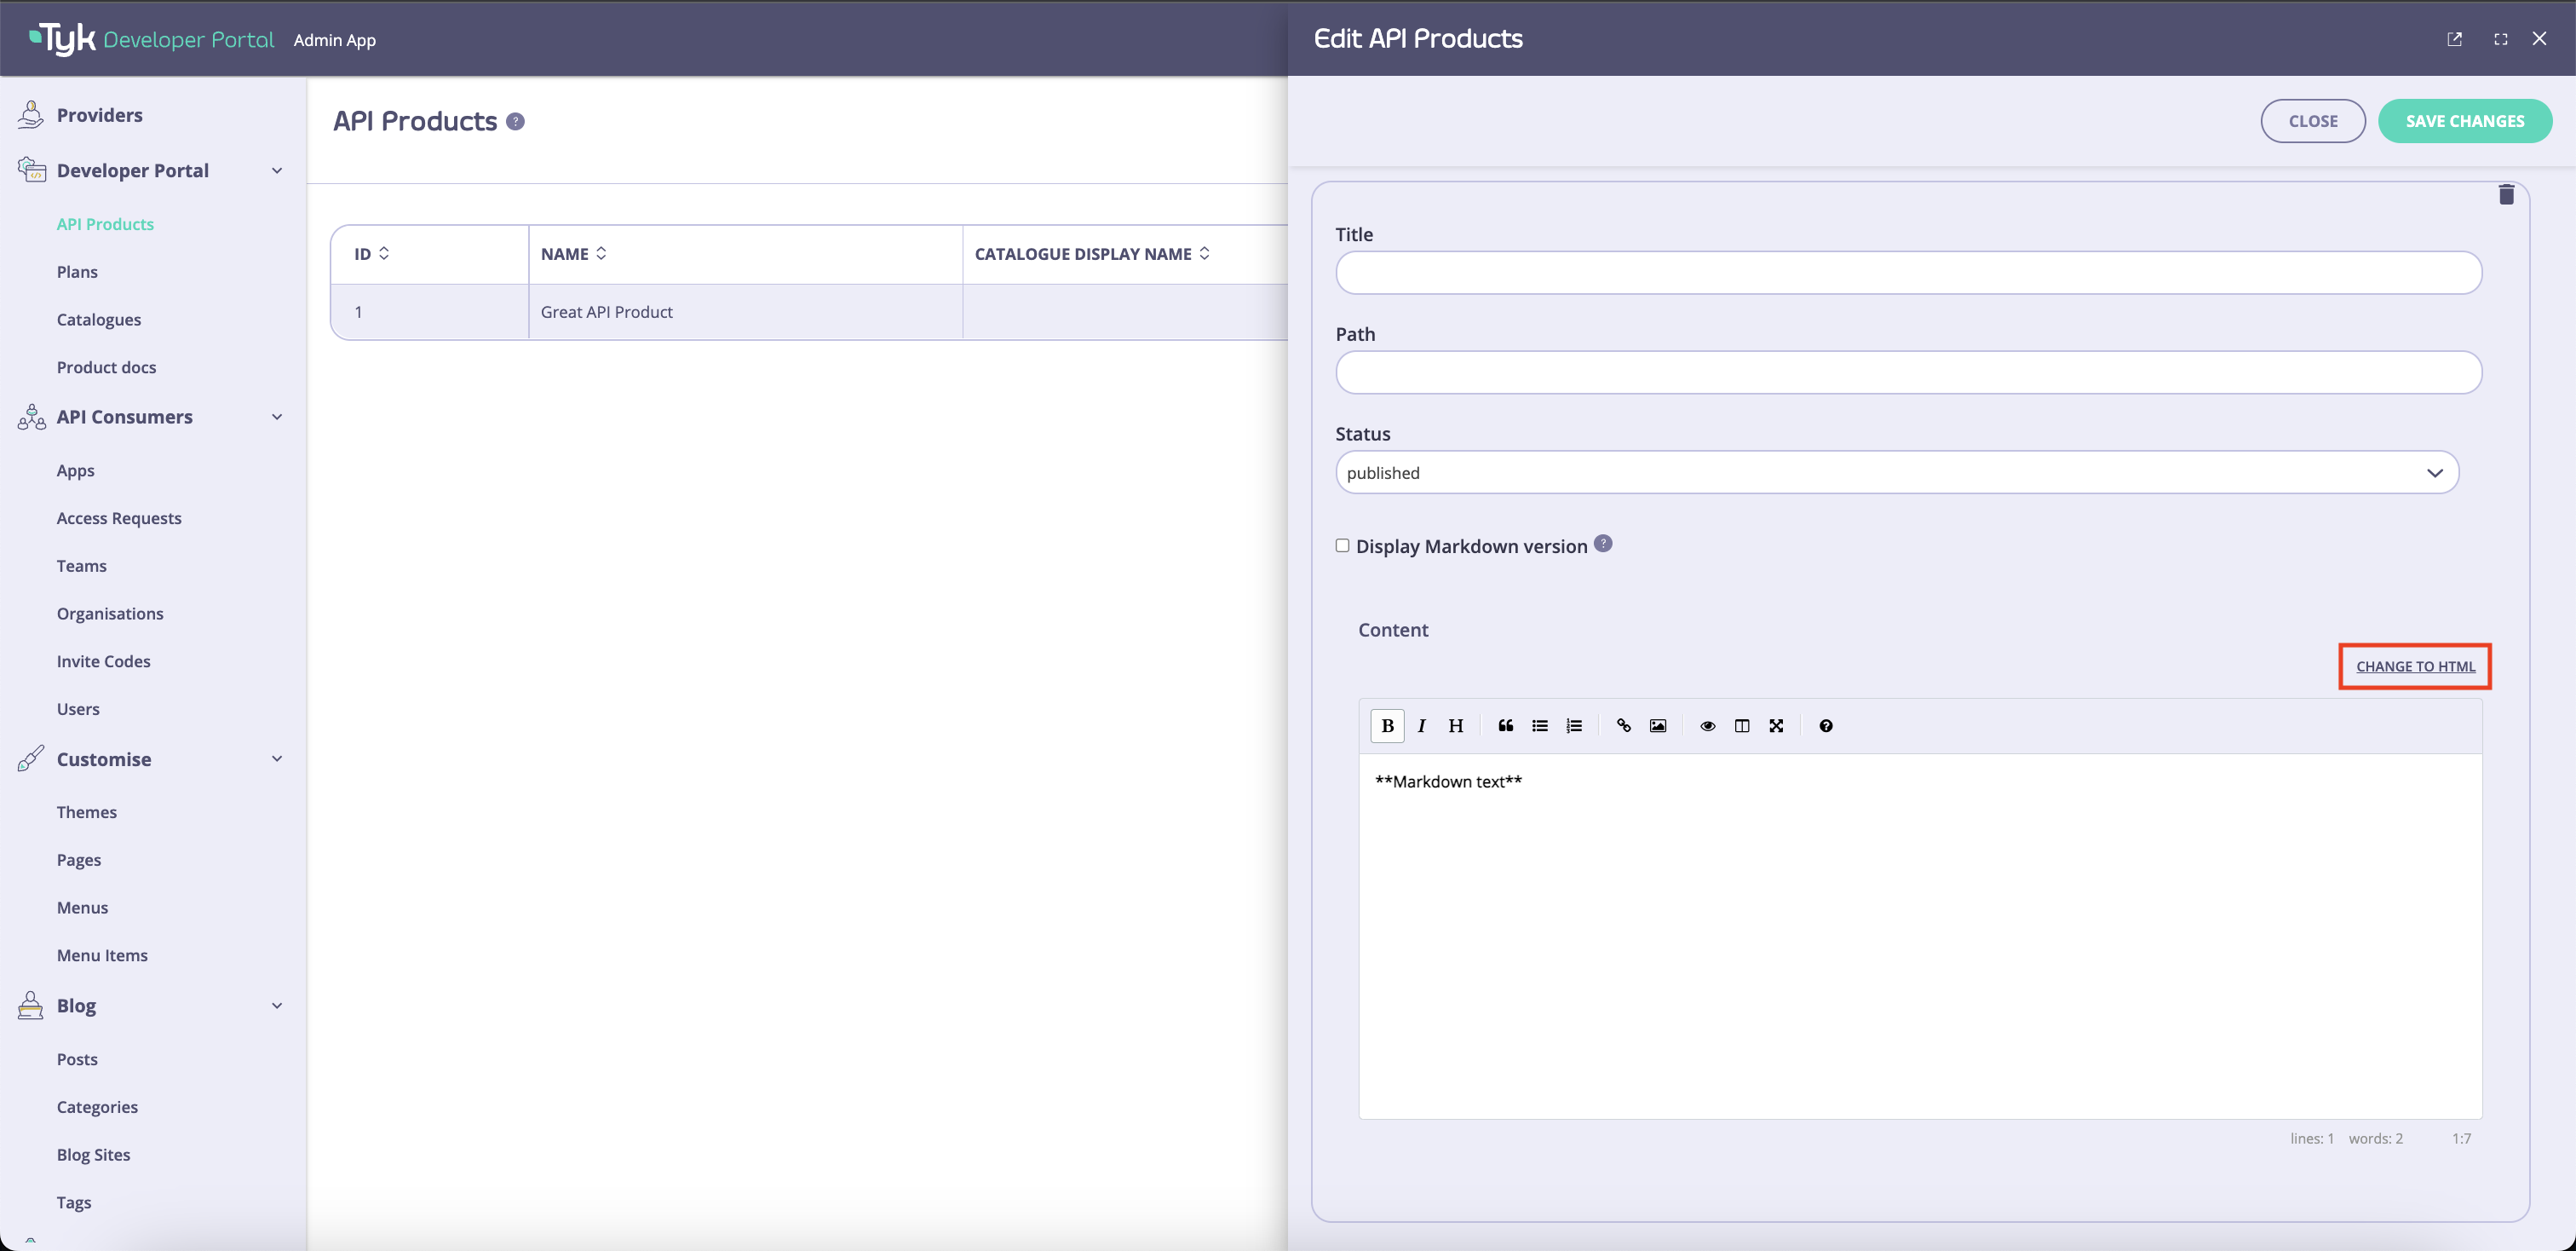 Tyk Developer Portal Admin App
Edit API Products
CLOSE
SAVE CHANGES
Providers
Developer Portal
API Products
Plans
Catalogues
Product docs
API Consumers
Apps
Access Requests
Teams
Organisations
Invite Codes
Users
Customise
Themes
Pages
Menus
Menu Items
Blog
Posts
Categories
Blog Sites
Tags
API Products ?
ID NAME CATALOGUE DISPLAY NAME
1 Great API Product
Title
Path
Status
published
Display Markdown version ?
Content
CHANGE TO HTML
B I H
**Markdown text**
lines: 1 words: 2 1:7